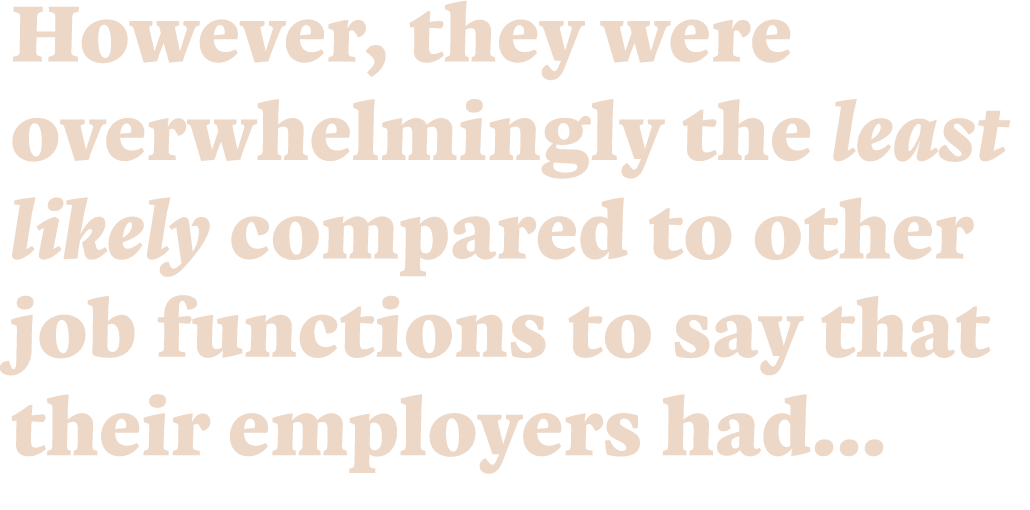 However, they were
overwhelmingly the least
likely compared to other
job functions to say that
their employers had...